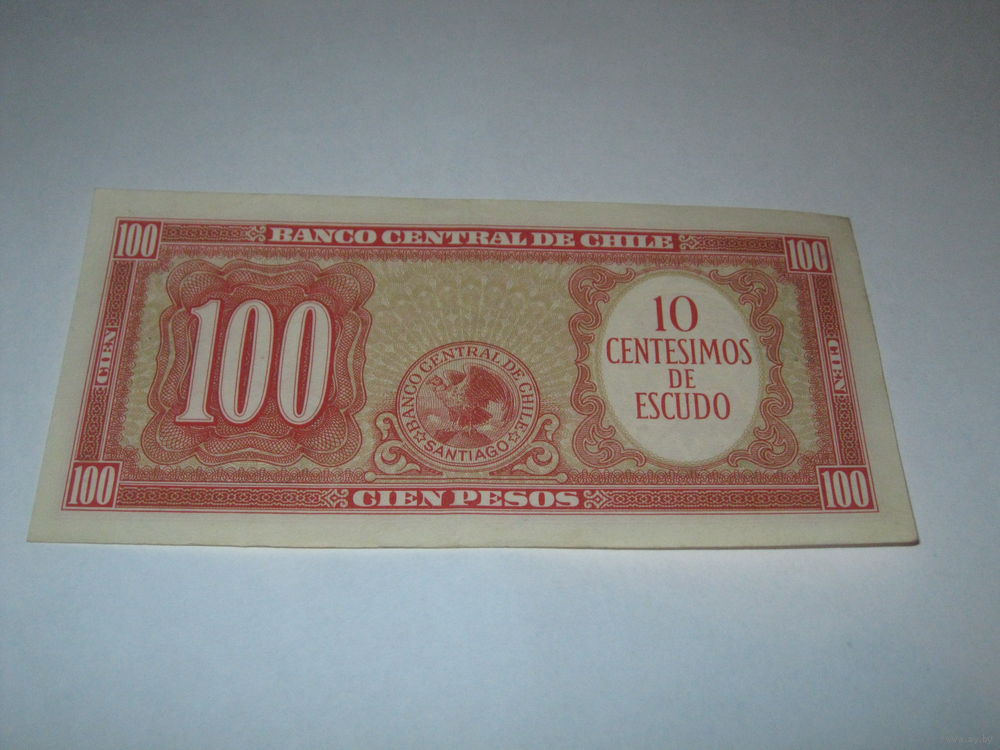 100 BANCO CENTRAL DE CHILE 100
CIEN
100
BANCO CENTRAL DE CHILE
SANTIAGO
10
CENTESIMOS
DE
ESCUDO
CIEN
100 CIEN PESOS 100